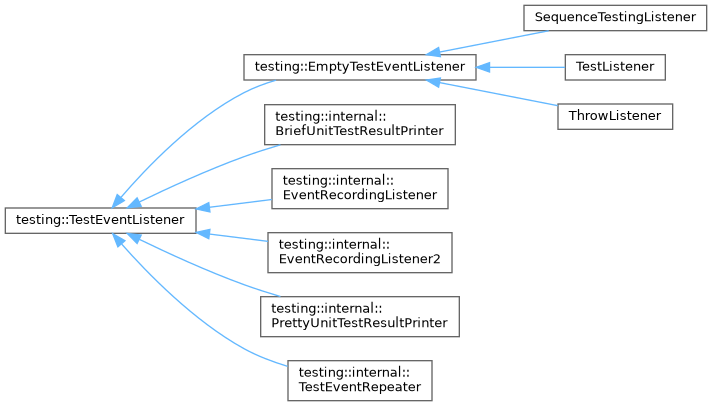 SequenceTestingListener
testing::EmptyTestEventListener
TestListener
ThrowListener
testing::internal::
BriefUnitTestResultPrinter
testing::internal::
EventRecordingListener
testing::TestEventListener
testing::internal::
EventRecordingListener2
testing::internal::
PrettyUnitTestResultPrinter
testing::internal::
TestEventRepeater